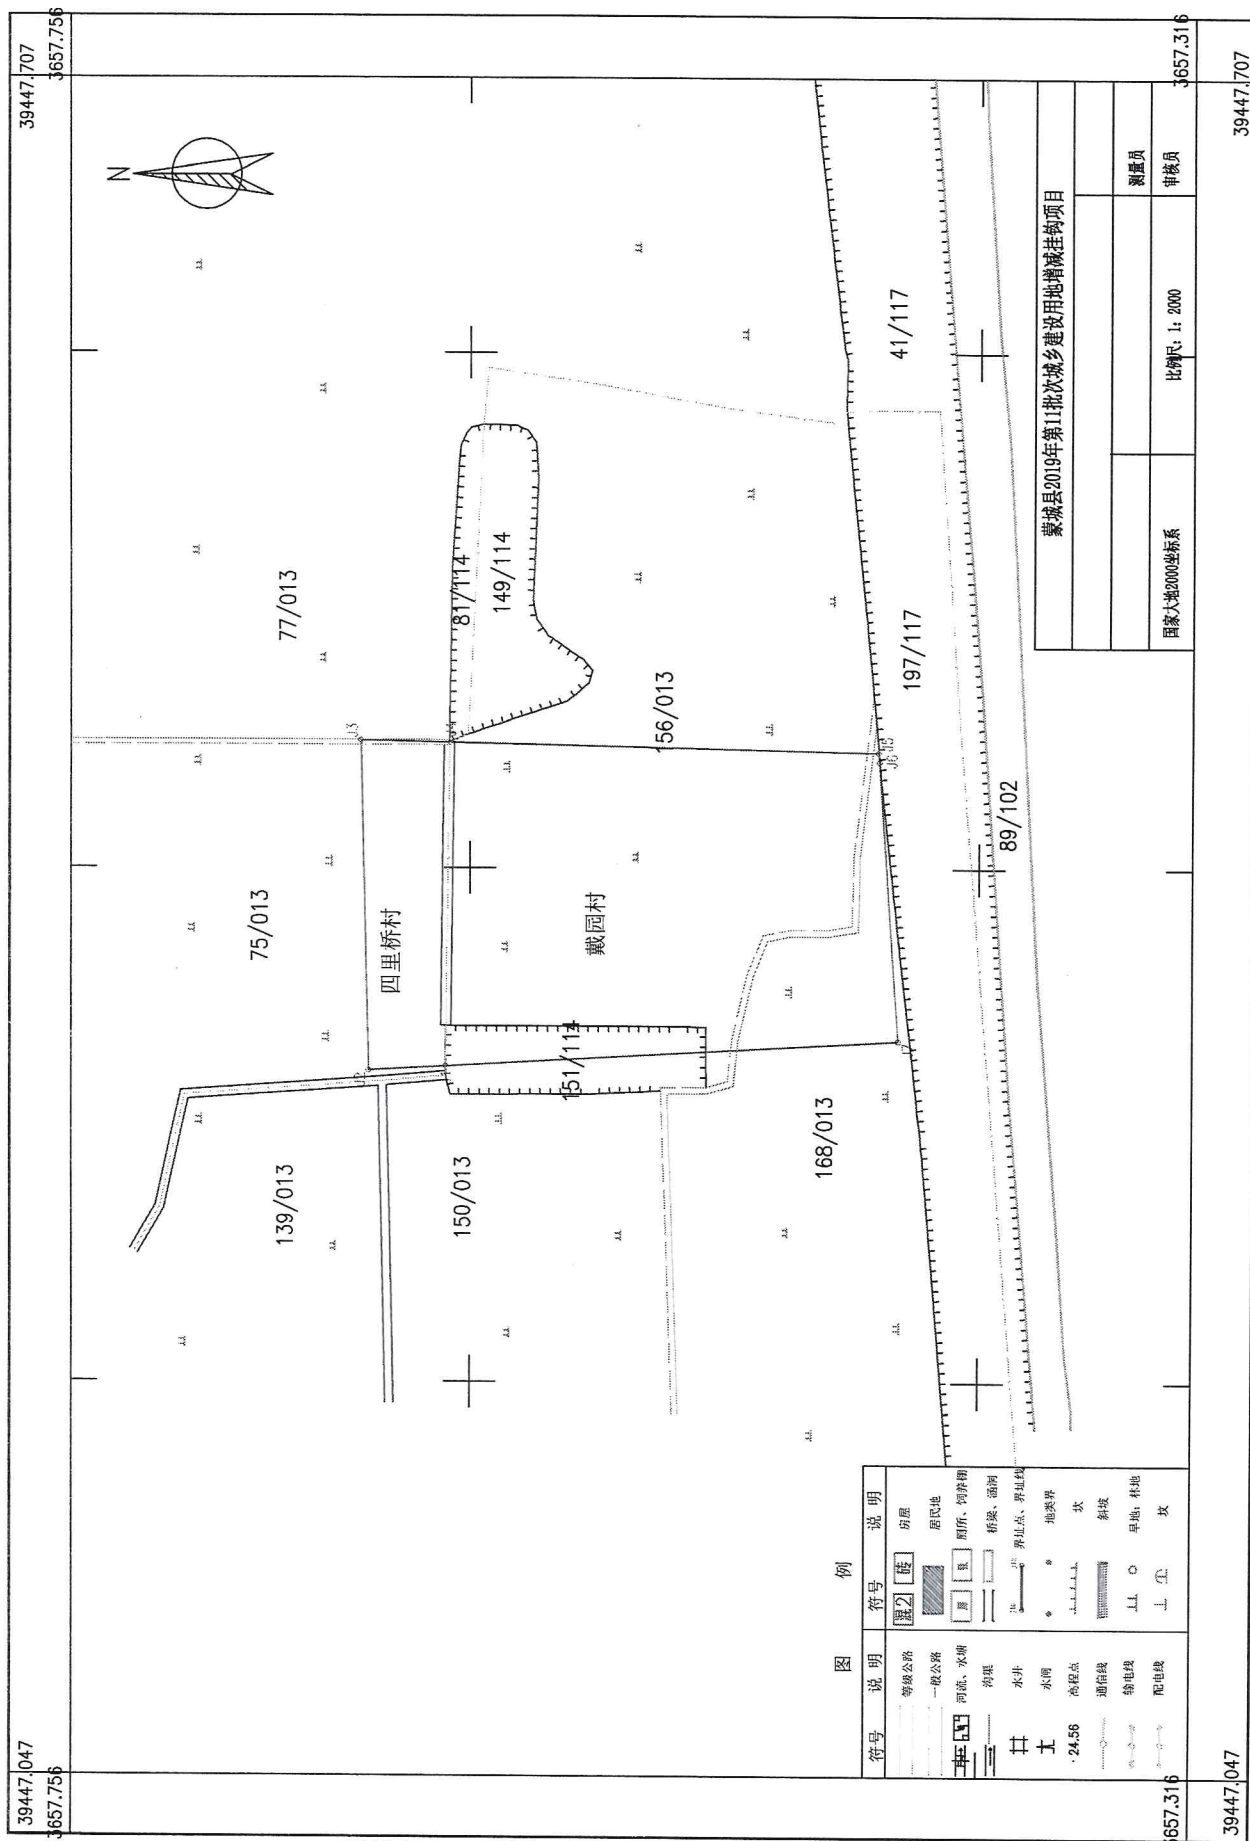 39447.047
3657.756
39447.707
3657.756
N
77/013
75/013
139/013
J3
四里桥村
81/114
149/114
150/013
151/114
戴园村
156/013
168/013
J5
J6
J7
41/117
197/117
89/102
图 例
符号 说明 符号 说明
等级公路 混2 砖 房屋
一般公路 居民地
河流、水塘 厕所、饲养棚
沟渠 桥梁、涵洞
水井 界址点、界址线
水闸 地类界
·24.56 高程点 坎
通信线 斜坡
输电线 旱地: 林地
配电线 坟
蒙城县2019年第11批次城乡建设用地增减挂钩项目
测量员
国家大地2000坐标系 比例尺: 1: 2000 审核员
3657.316
39447.047
3657.316
39447.707